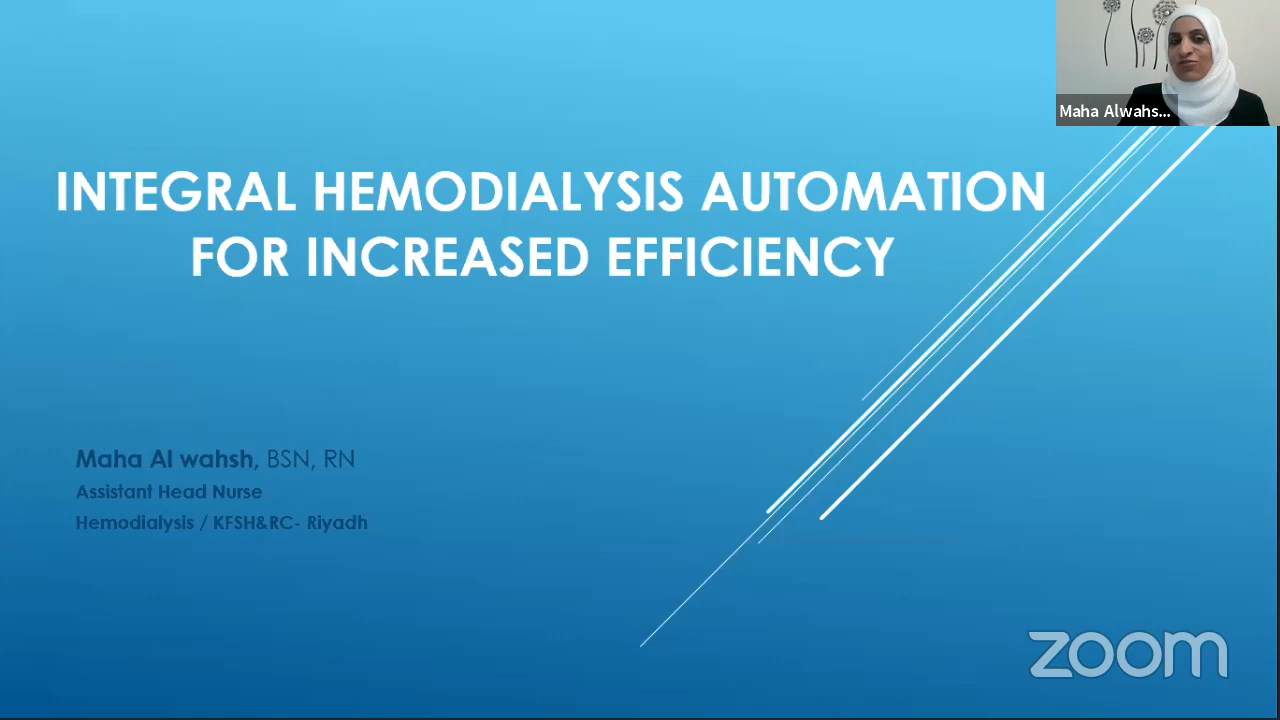 Maha Alwahs...
INTEGRAL HEMODIALYSIS AUTOMATION
FOR INCREASED EFFICIENCY
Maha Al wahsh, BSN, RN
Assistant Head Nurse
Hemodialysis / KFSH&RC- Riyadh
zoom